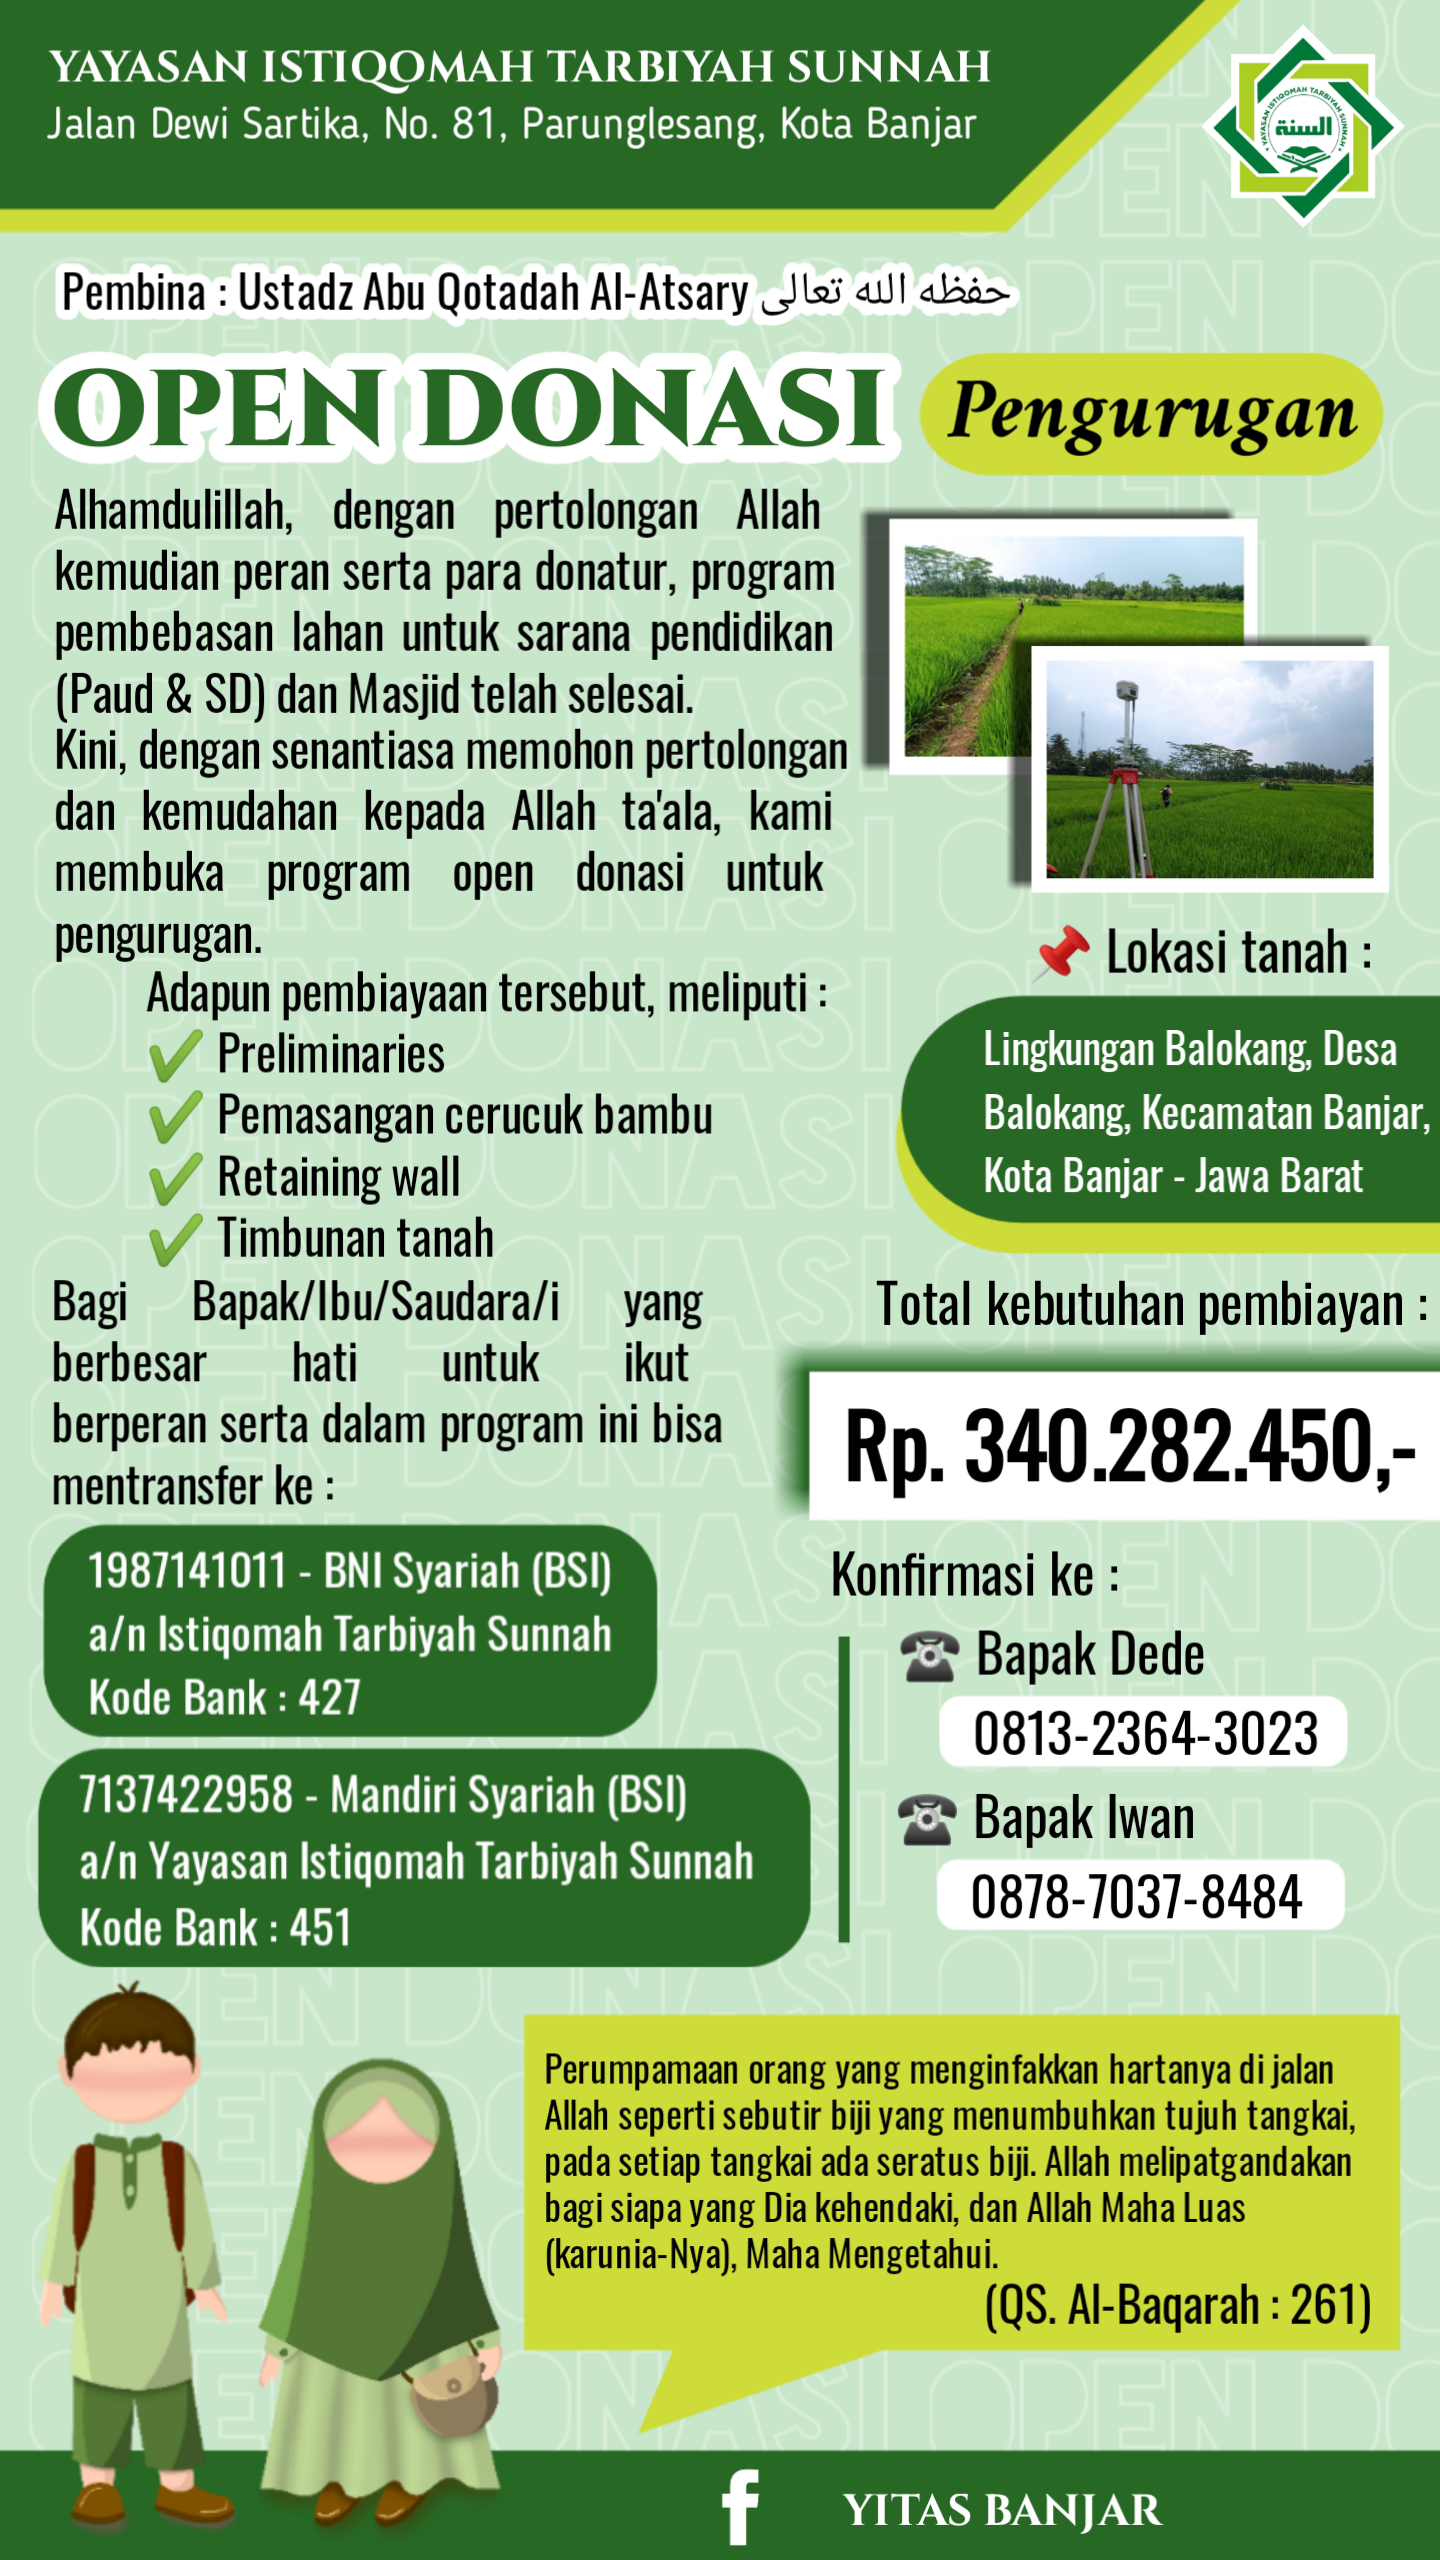 YAYASAN ISTIQOMAH TARBIYAH SUNNAH
Jalan Dewi Sartika, No. 81, Parunglesang, Kota Banjar
YAYASAN ISTIQOMAH TARBIYAH SUNNAH
السنة
Pembina : Ustadz Abu Qotadah Al-Atsary حفظه الله تعالى
OPEN DONASI
Pengurugan
Alhamdulillah, dengan pertolongan Allah
kemudian peran serta para donatur, program
pembebasan lahan untuk sarana pendidikan
(Paud & SD) dan Masjid telah selesai.
Kini, dengan senantiasa memohon pertolongan
dan kemudahan kepada Allah ta'ala, kami
membuka program open donasi untuk
pengurugan.
Adapun pembiayaan tersebut, meliputi :
✔ Preliminaries
✔ Pemasangan cerucuk bambu
✔ Retaining wall
✔ Timbunan tanah
Bagi Bapak/Ibu/Saudara/i yang
berbesar hati untuk ikut
berperan serta dalam program ini bisa
mentransfer ke :
1987141011 - BNI Syariah (BSI)
a/n Istiqomah Tarbiyah Sunnah
Kode Bank : 427
7137422958 - Mandiri Syariah (BSI)
a/n Yayasan Istiqomah Tarbiyah Sunnah
Kode Bank : 451
📌 Lokasi tanah :
Lingkungan Balokang, Desa
Balokang, Kecamatan Banjar,
Kota Banjar - Jawa Barat
Total kebutuhan pembiayan :
Rp. 340.282.450,-
Konfirmasi ke :
☎ Bapak Dede
0813-2364-3023
☎ Bapak Iwan
0878-7037-8484
Perumpamaan orang yang menginfakkan hartanya di jalan
Allah seperti sebutir biji yang menumbuhkan tujuh tangkai,
pada setiap tangkai ada seratus biji. Allah melipatgandakan
bagi siapa yang Dia kehendaki, dan Allah Maha Luas
(karunia-Nya), Maha Mengetahui.
(QS. Al-Baqarah : 261)
f YITAS BANJAR